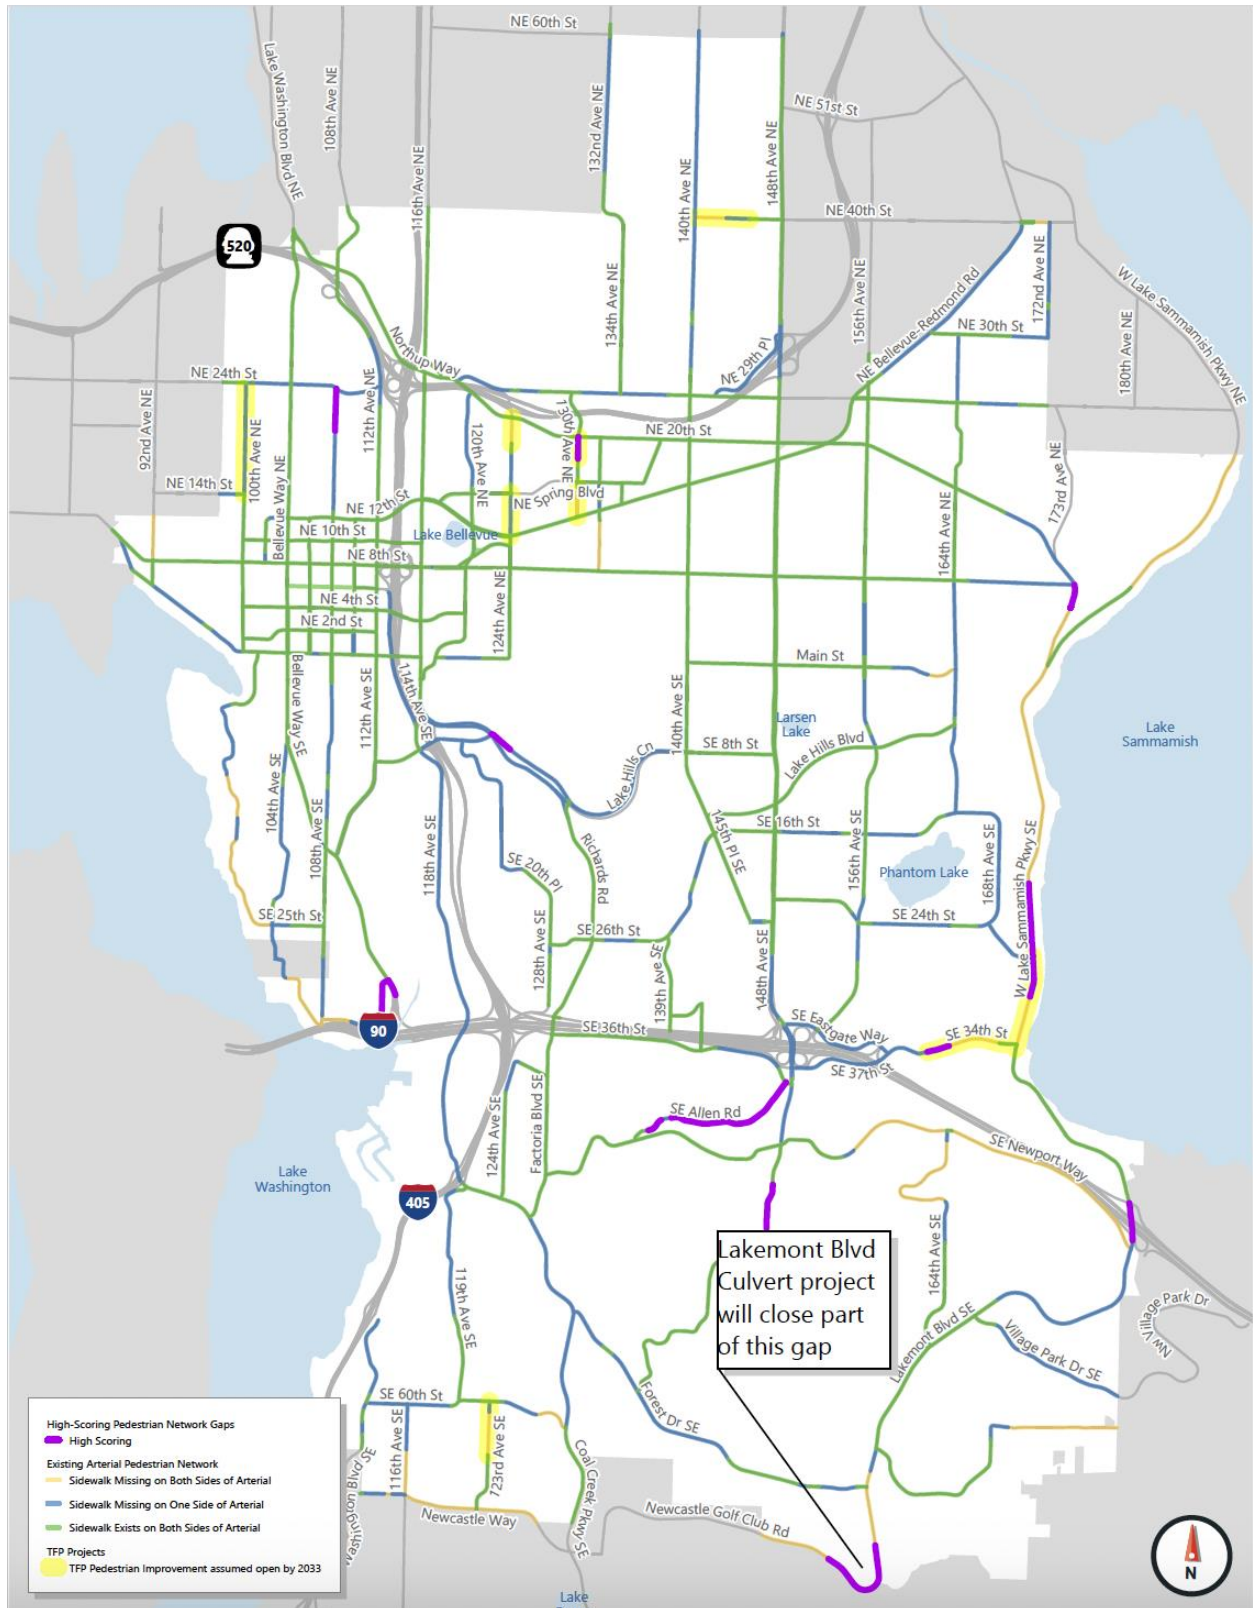 NE 60th St
Lake Washington Blvd NE
108th Ave NE
132nd Ave NE
NE 51st St
148th Ave NE
116th Ave NE
140th Ave NE
NE 40th St
520
134th Ave NE
156th Ave NE
NE Bellevue-Redmond Rd
172nd Ave NE
W Lake Sammamish Pkwy NE
NE 30th St
180th Ave NE
Northup Way
NE 29th Pl
NE 24th St
92nd Ave NE
100th Ave NE
112th Ave NE
120th Ave NE
130th Ave NE
NE 20th St
173rd Ave NE
Bellevue Way NE
NE 14th St
NE 12th St
NE Spring Blvd
NE 10th St
Lake Bellevue
164th Ave NE
NE 8th St
NE 4th St
124th Ave NE
NE 2nd St
Bellevue Way SE
112th Ave SE
114th Ave SE
Main St
140th Ave SE
Larsen
Lake
SE 8th St
Lake Hills Blvd
Lake Hills Cn
Lake
Sammamish
104th Ave SE
108th Ave SE
118th Ave SE
SE 20th Pl
Richards Rd
145th Pl SE
SE 16th St
156th Ave SE
Phantom Lake
168th Ave SE
W Lake Sammamish Pkwy SE
SE 25th St
128th Ave SE
SE 26th St
139th Ave SE
148th Ave SE
SE 24th St
90
SE 36th St
SE Eastgate Way
SE 34th St
SE 37th St
SE Allen Rd
124th Ave SE
Factoria Blvd SE
SE Newport Way
Lake
Washington
405
164th Ave SE
Lakemont Blvd
Culvert project
will close part
of this gap
119th Ave SE
Lakemont Blvd SE
Village Park Dr SE
NW Village Park Dr
SE 60th St
116th Ave SE
723rd Ave SE
Forest Dr SE
Coal Creek Pkwy SE
Newcastle Way
Newcastle Golf Club Rd
Lake
High-Scoring Pedestrian Network Gaps
High Scoring
Existing Arterial Pedestrian Network
Sidewalk Missing on Both Sides of Arterial
Sidewalk Missing on One Side of Arterial
Sidewalk Exists on Both Sides of Arterial
TFP Projects
TFP Pedestrian Improvement assumed open by 2033
N